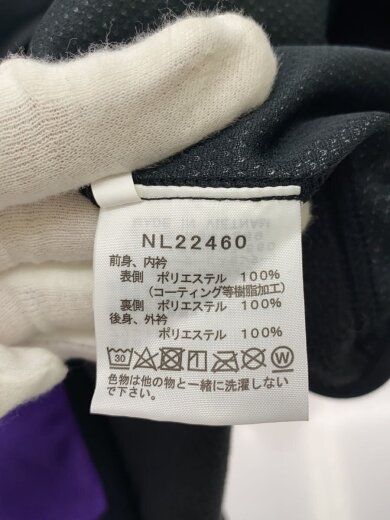 NL22460
前身、内衿
表側 ポリエステル 100%
(コーティング等樹脂加工)
裏側 ポリエステル 100%
後身、外衿
ポリエステル 100%
30 W
色物は他の物と一緒に洗濯しない
で下さい。